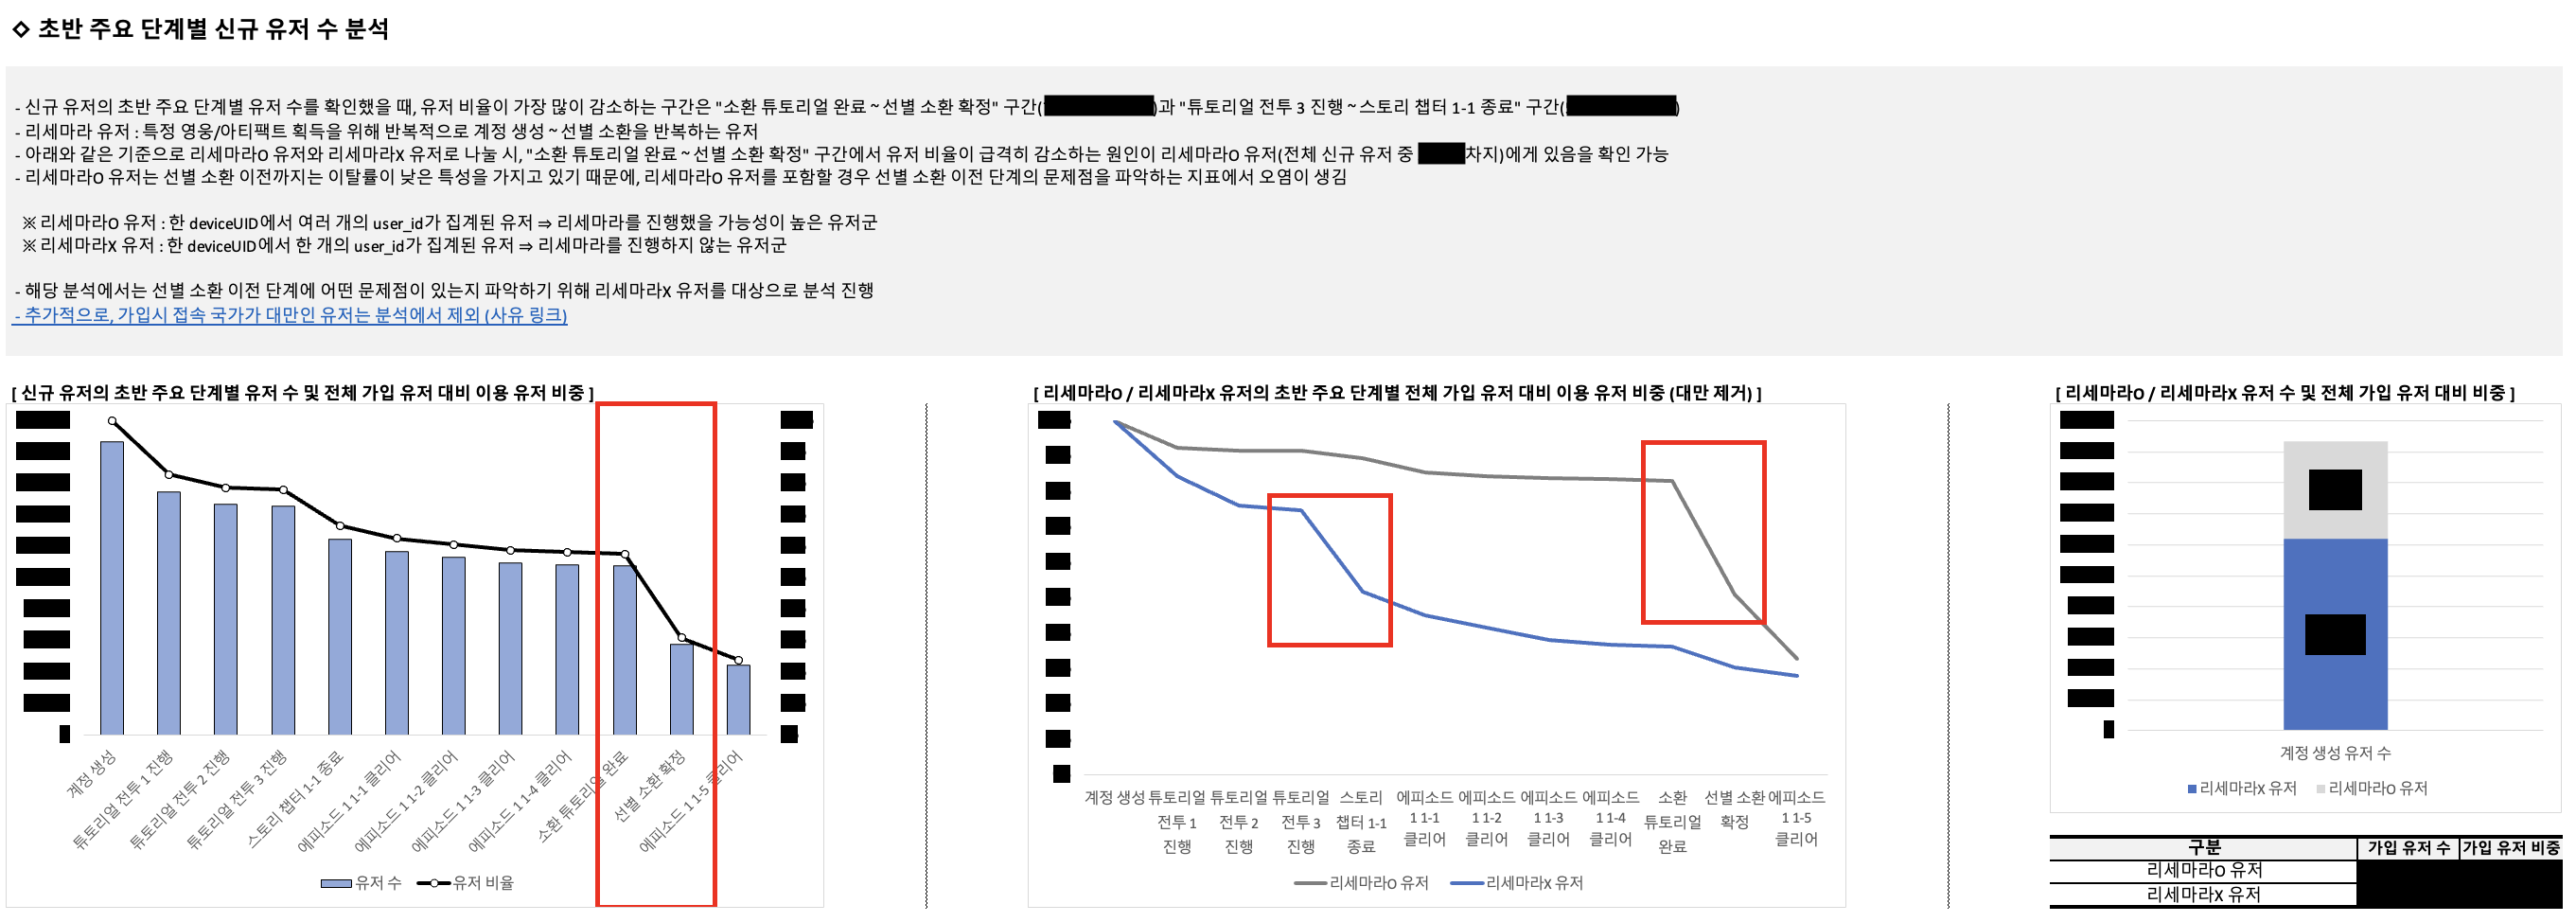 ◇ 초반 주요 단계별 신규 유저 수 분석
- 신규 유저의 초반 주요 단계별 유저 수를 확인했을 때, 유저 비율이 가장 많이 감소하는 구간은 "소환 튜토리얼 완료 ~ 선별 소환 확정" 구간( )과 "튜토리얼 전투 3 진행 ~ 스토리 챕터 1-1 종료" 구간( )
- 리세마라 유저 : 특정 영웅/아티팩트 획득을 위해 반복적으로 계정 생성 ~ 선별 소환을 반복하는 유저
- 아래와 같은 기준으로 리세마라O 유저와 리세마라X 유저로 나눌 시, "소환 튜토리얼 완료 ~ 선별 소환 확정" 구간에서 유저 비율이 급격히 감소하는 원인이 리세마라O 유저(전체 신규 유저 중 차지)에게 있음을 확인 가능
- 리세마라O 유저는 선별 소환 이전까지는 이탈률이 낮은 특성을 가지고 있기 때문에, 리세마라O 유저를 포함할 경우 선별 소환 이전 단계의 문제점을 파악하는 지표에서 오염이 생김
※ 리세마라O 유저 : 한 deviceUID에서 여러 개의 user_id가 집계된 유저 ⇒ 리세마라를 진행했을 가능성이 높은 유저군
※ 리세마라X 유저 : 한 deviceUID에서 한 개의 user_id가 집계된 유저 ⇒ 리세마라를 진행하지 않는 유저군
- 해당 분석에서는 선별 소환 이전 단계에 어떤 문제점이 있는지 파악하기 위해 리세마라X 유저를 대상으로 분석 진행
- 추가적으로, 가입시 접속 국가가 대만인 유저는 분석에서 제외 (사유 링크)
[ 신규 유저의 초반 주요 단계별 유저 수 및 전체 가입 유저 대비 이용 유저 비중 ]
계정 생성
튜토리얼 전투 1 진행
튜토리얼 전투 2 진행
튜토리얼 전투 3 진행
스토리 챕터 1-1 종료
에피소드 1 1-1 클리어
에피소드 1 1-2 클리어
에피소드 1 1-3 클리어
에피소드 1 1-4 클리어
소환 튜토리얼 완료
선별 소환 확정
에피소드 1 1-5 클리어
유저 수
유저 비율
[ 리세마라O / 리세마라X 유저의 초반 주요 단계별 전체 가입 유저 대비 이용 유저 비중 (대만 제거) ]
계정 생성
튜토리얼
전투 1
진행
튜토리얼
전투 2
진행
튜토리얼
전투 3
진행
스토리
챕터 1-1
종료
에피소드
1 1-1
클리어
에피소드
1 1-2
클리어
에피소드
1 1-3
클리어
에피소드
1 1-4
클리어
소환
튜토리얼
완료
선별 소환
확정
에피소드
1 1-5
클리어
리세마라O 유저
리세마라X 유저
[ 리세마라O / 리세마라X 유저 수 및 전체 가입 유저 대비 비중 ]
계정 생성 유저 수
리세마라X 유저
리세마라O 유저
구분 가입 유저 수 가입 유저 비중
리세마라O 유저
리세마라X 유저